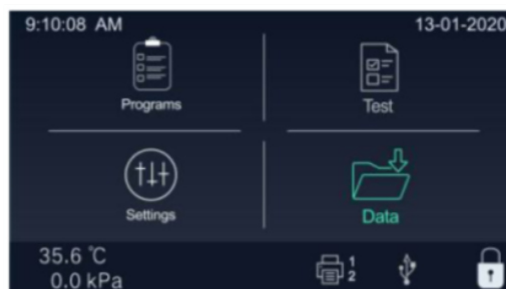 9:10:08 AM 13-01-2020
Programs Test
Settings Data
35.6 ℃ 1
0.0 kPa 2